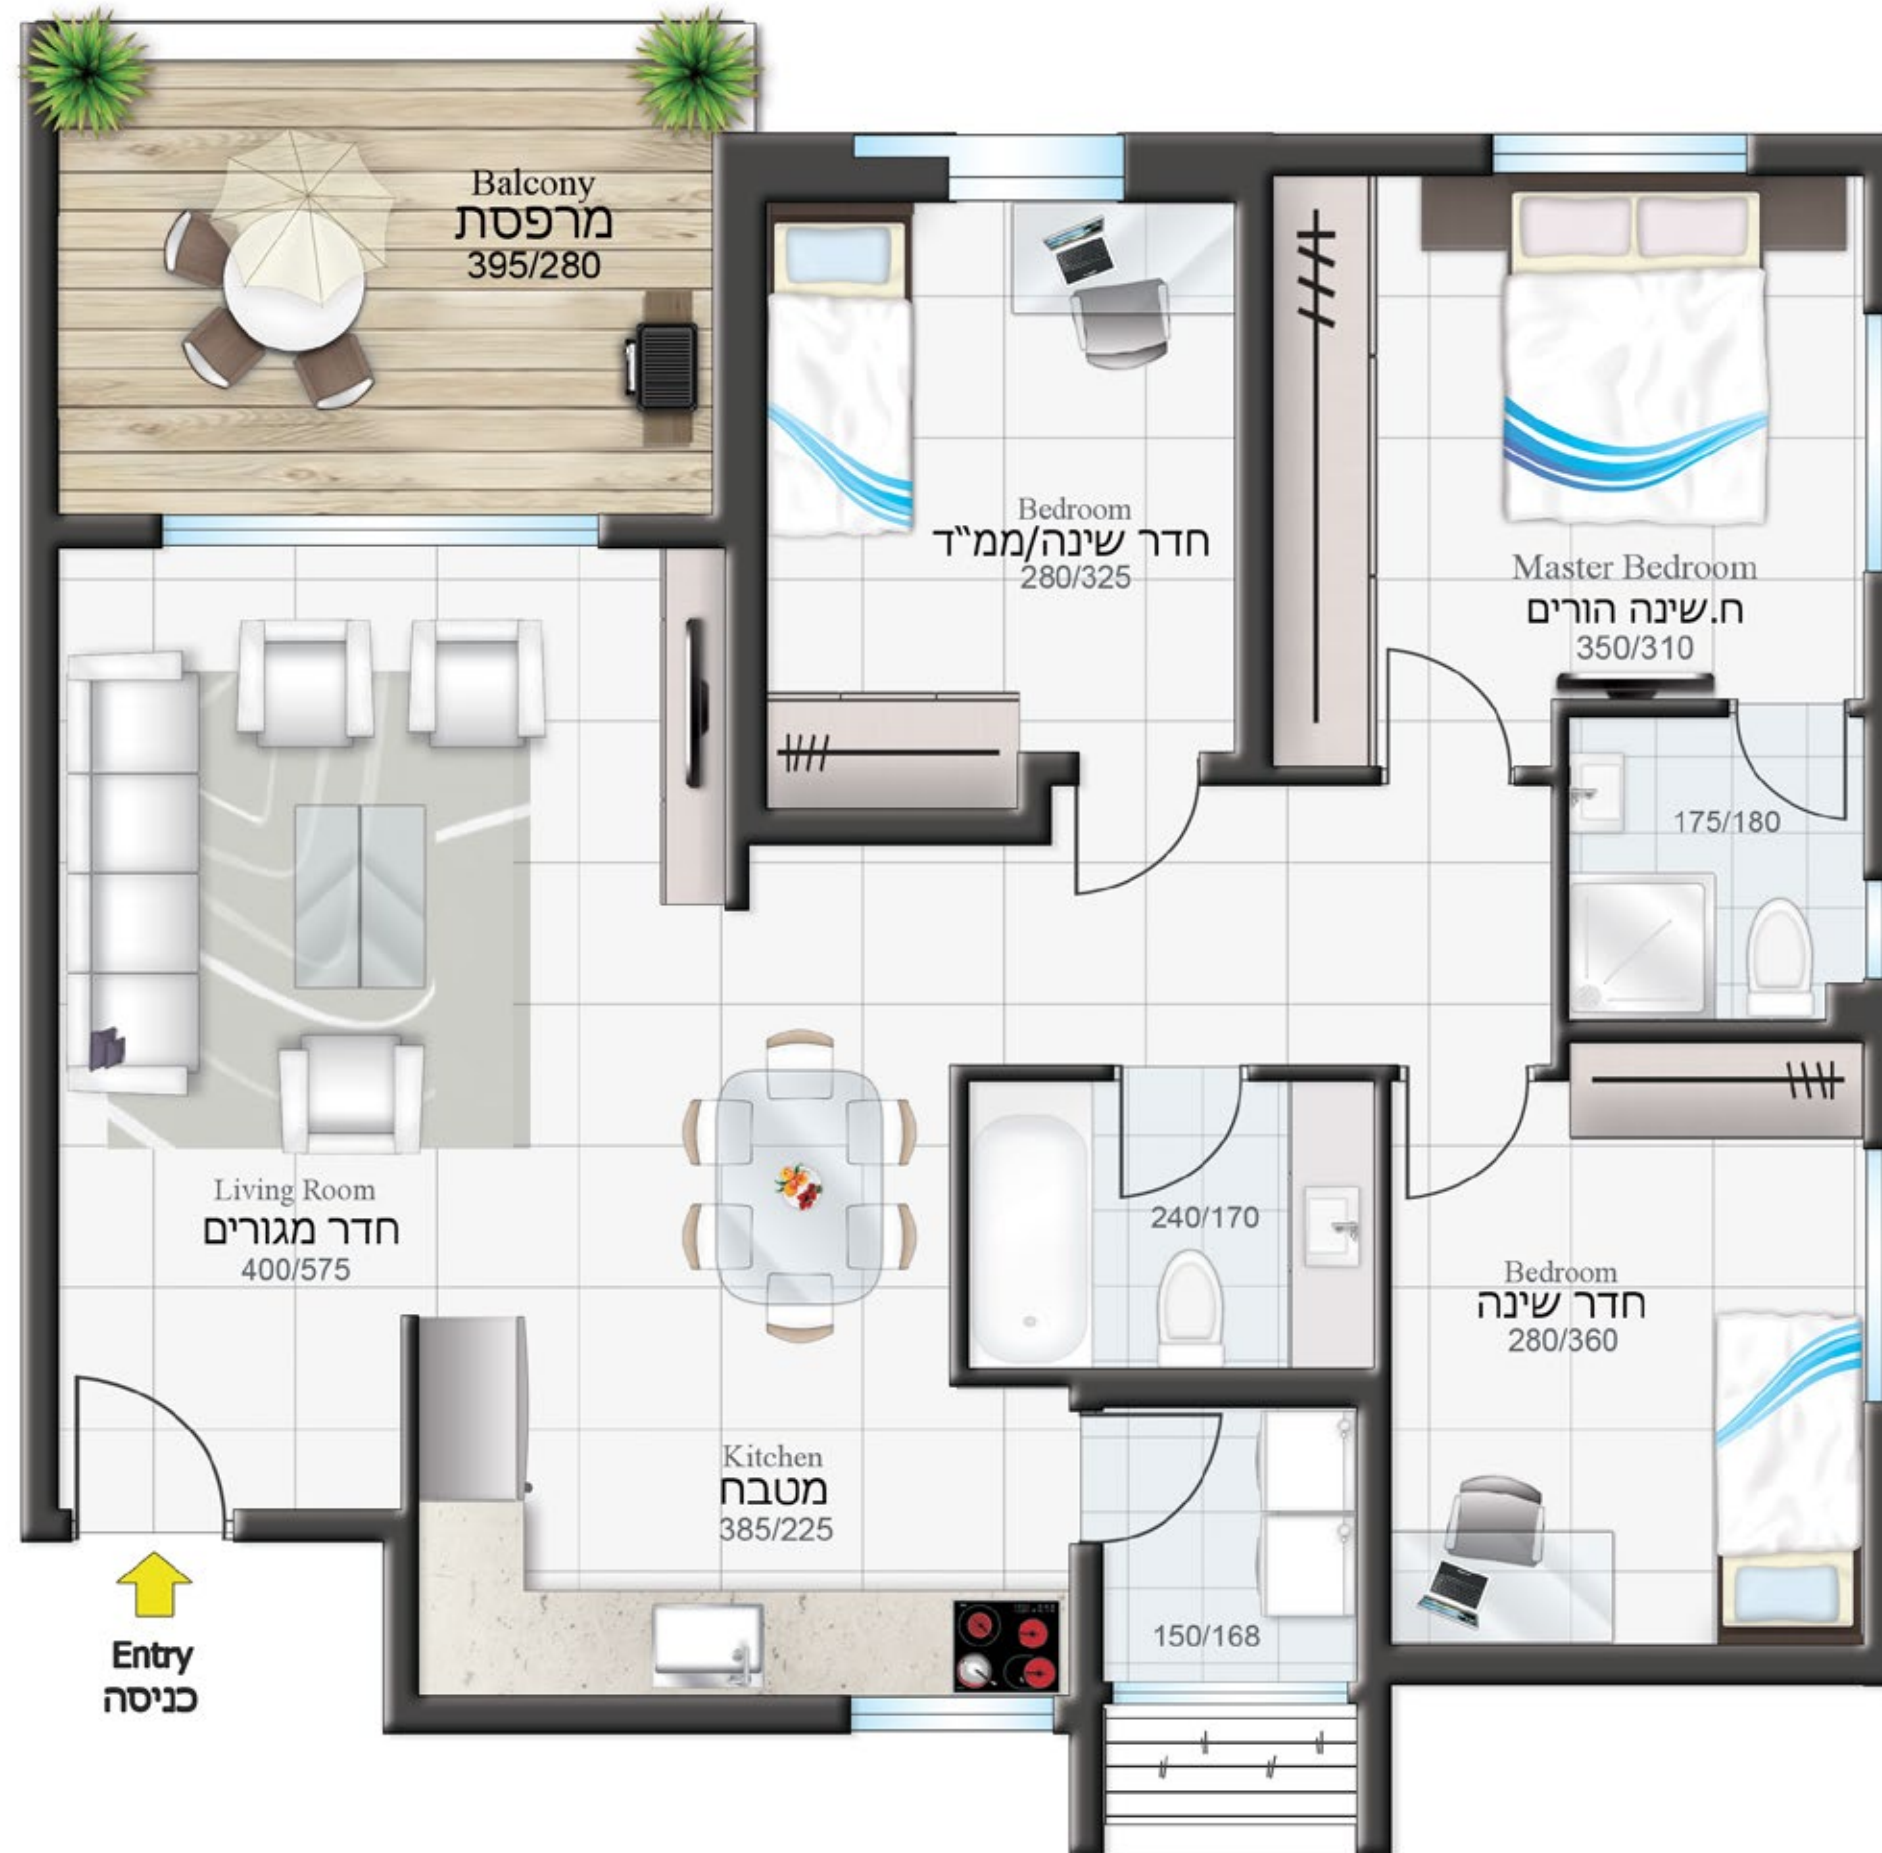 Balcony
מרפסת
395/280
Bedroom
חדר שינה/ממ"ד
280/325
Master Bedroom
ח.שינה הורים
350/310
175/180
Living Room
חדר מגורים
400/575
240/170
Bedroom
חדר שינה
280/360
Kitchen
מטבח
385/225
150/168
Entry
כניסה